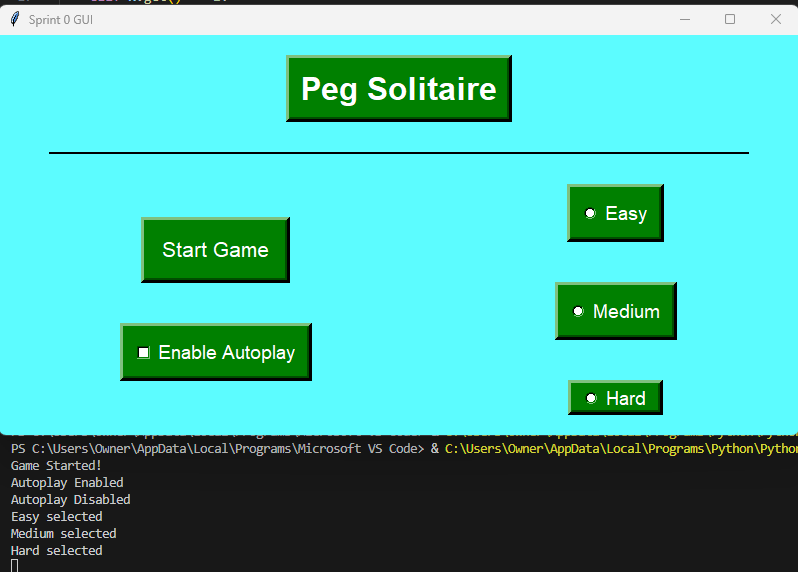 Sprint 0 GUI
Peg Solitaire
Start Game
Easy
Medium
Enable Autoplay
Hard
PS C:\Users\Owner\AppData\Local\Programs\Microsoft VS Code> & C:\Users\Owner\AppData\Local\Programs\Python\Python
Game Started!
Autoplay Enabled
Autoplay Disabled
Easy selected
Medium selected
Hard selected